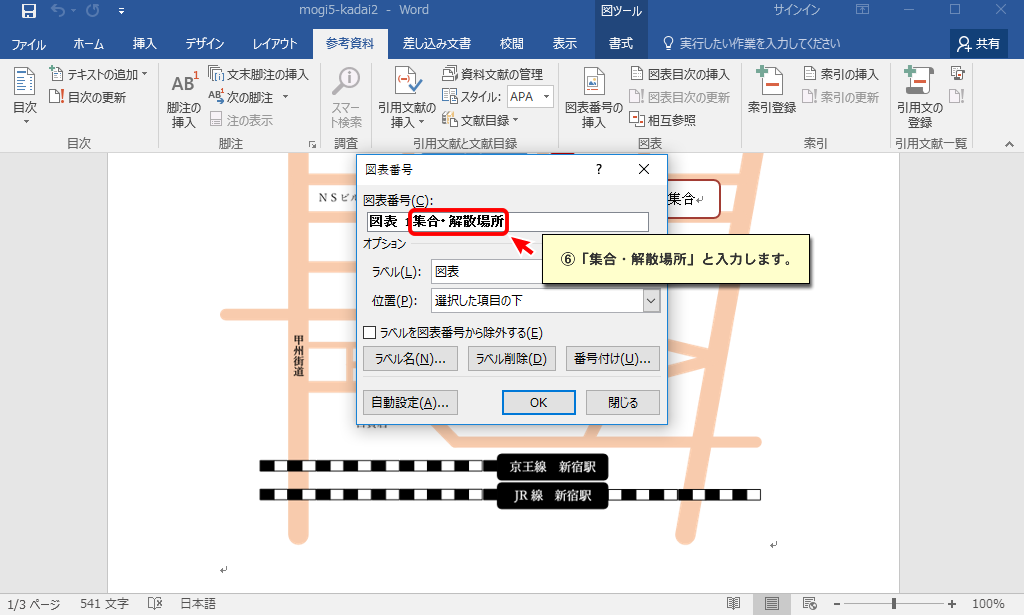 mogi5-kadai2 - Word
図ツール
サインイン
ファイル
ホーム
挿入
デザイン
レイアウト
参考資料
差し込み文書
校閲
表示
書式
実行したい作業を入力してください
共有
目次
テキストの追加
目次の更新
目次
AB1
脚注の
挿入
文末脚注の挿入
次の脚注
注の表示
脚注
スマー
ト検索
調査
引用文献の
挿入
資料文献の管理
スタイル: APA
文献目録
引用文献と文献目録
図表番号の
挿入
図表目次の挿入
図表目次の更新
相互参照
図表
索引登録
索引の挿入
索引の更新
索引
引用文の
登録
引用文献一覧
図表番号
?
NSビル
集合
図表番号(C):
図表
集合・解散場所
オプション
⑥「集合・解散場所」と入力します。
ラベル(L):
図表
位置(P):
選択した項目の下
ラベルを図表番号から除外する(E)
ラベル名(N)...
ラベル削除(D)
番号付け(U)...
自動設定(A)...
OK
閉じる
甲州街道
京王線 新宿駅
JR線 新宿駅
1/3 ページ
541 文字
日本語
100%